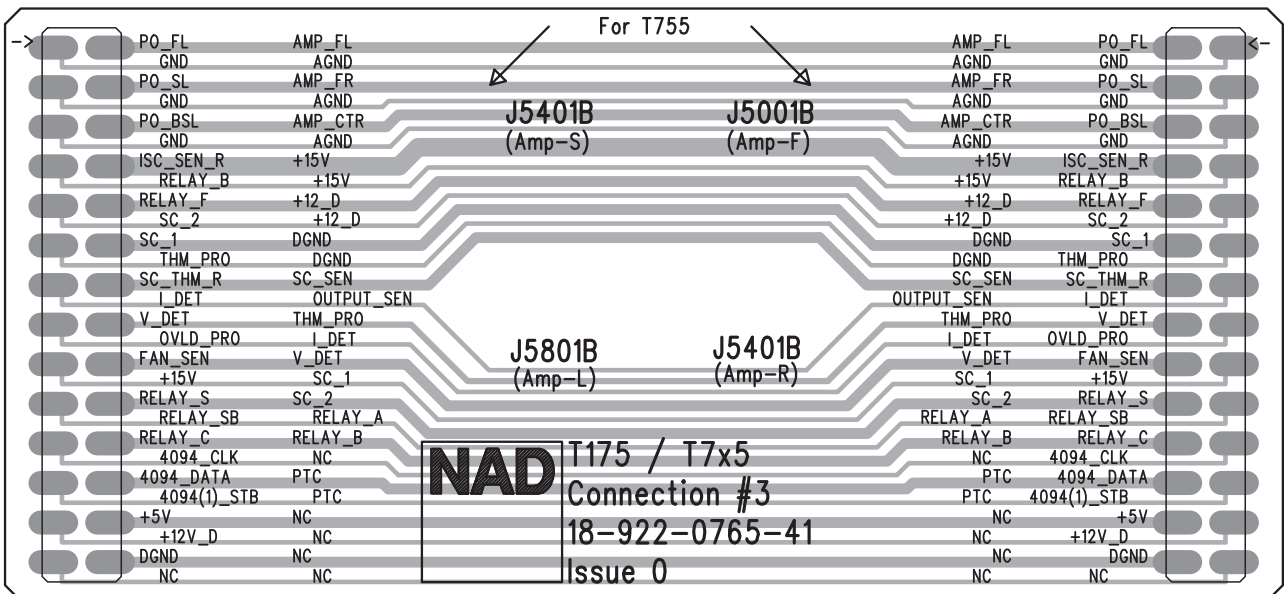 For T755
-> PO_FL AMP_FL AMP_FL PO_FL <-
GND AGND AGND GND
PO_SL AMP_FR AMP_FR PO_SL
GND AGND AGND GND
J5401B J5001B
PO_BSL AMP_CTR AMP_CTR PO_BSL
(Amp-S) (Amp-F)
GND AGND AGND GND
ISC_SEN_R +15V +15V ISC_SEN_R
RELAY_B +15V +15V RELAY_B
RELAY_F +12_D +12_D RELAY_F
SC_2 +12_D +12_D SC_2
SC_1 DGND DGND SC_1
THM_PRO DGND DGND THM_PRO
SC_THM_R SC_SEN SC_SEN SC_THM_R
I_DET OUTPUT_SEN OUTPUT_SEN I_DET
V_DET THM_PRO THM_PRO V_DET
OVLD_PRO I_DET I_DET OVLD_PRO
J5801B J5401B
FAN_SEN V_DET V_DET FAN_SEN
(Amp-L) (Amp-R)
+15V SC_1 SC_1 +15V
RELAY_S SC_2 SC_2 RELAY_S
RELAY_SB RELAY_A RELAY_A RELAY_SB
RELAY_C RELAY_B RELAY_B RELAY_C
NAD T175 / T7x5
4094_CLK NC NC 4094_CLK
4094_DATA PTC PTC 4094_DATA
Connection #3
4094(1)_STB PTC PTC 4094(1)_STB
+5V NC NC +5V
18-922-0765-41
+12V_D NC NC +12V_D
DGND NC NC DGND
Issue 0
NC NC NC NC